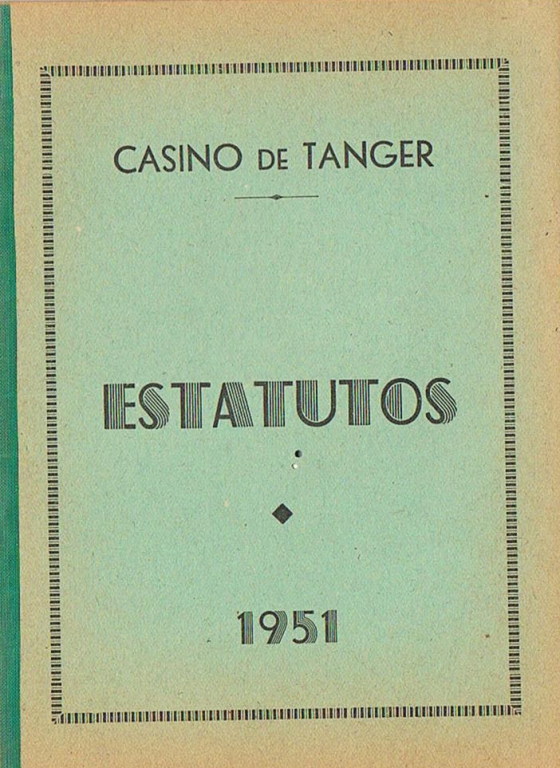 CASINO DE TANGER
ESTATUTOS
1951